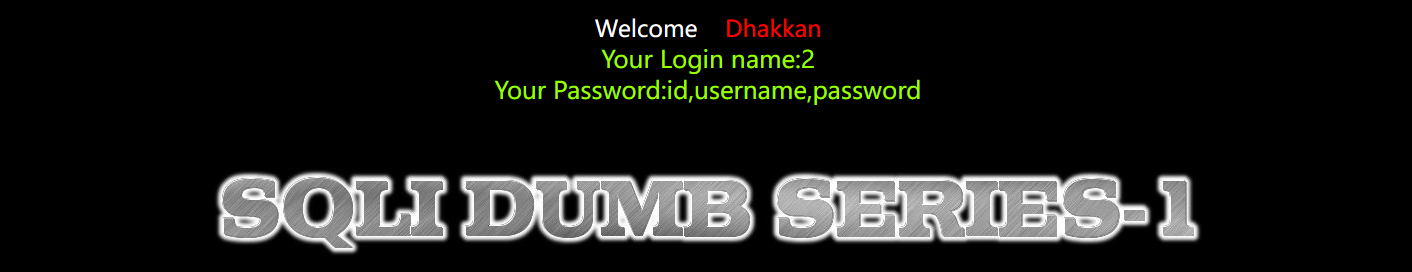 Welcome Dhakkan
Your Login name:2
Your Password:id,username,password
SQLI DUMB SERIES-1